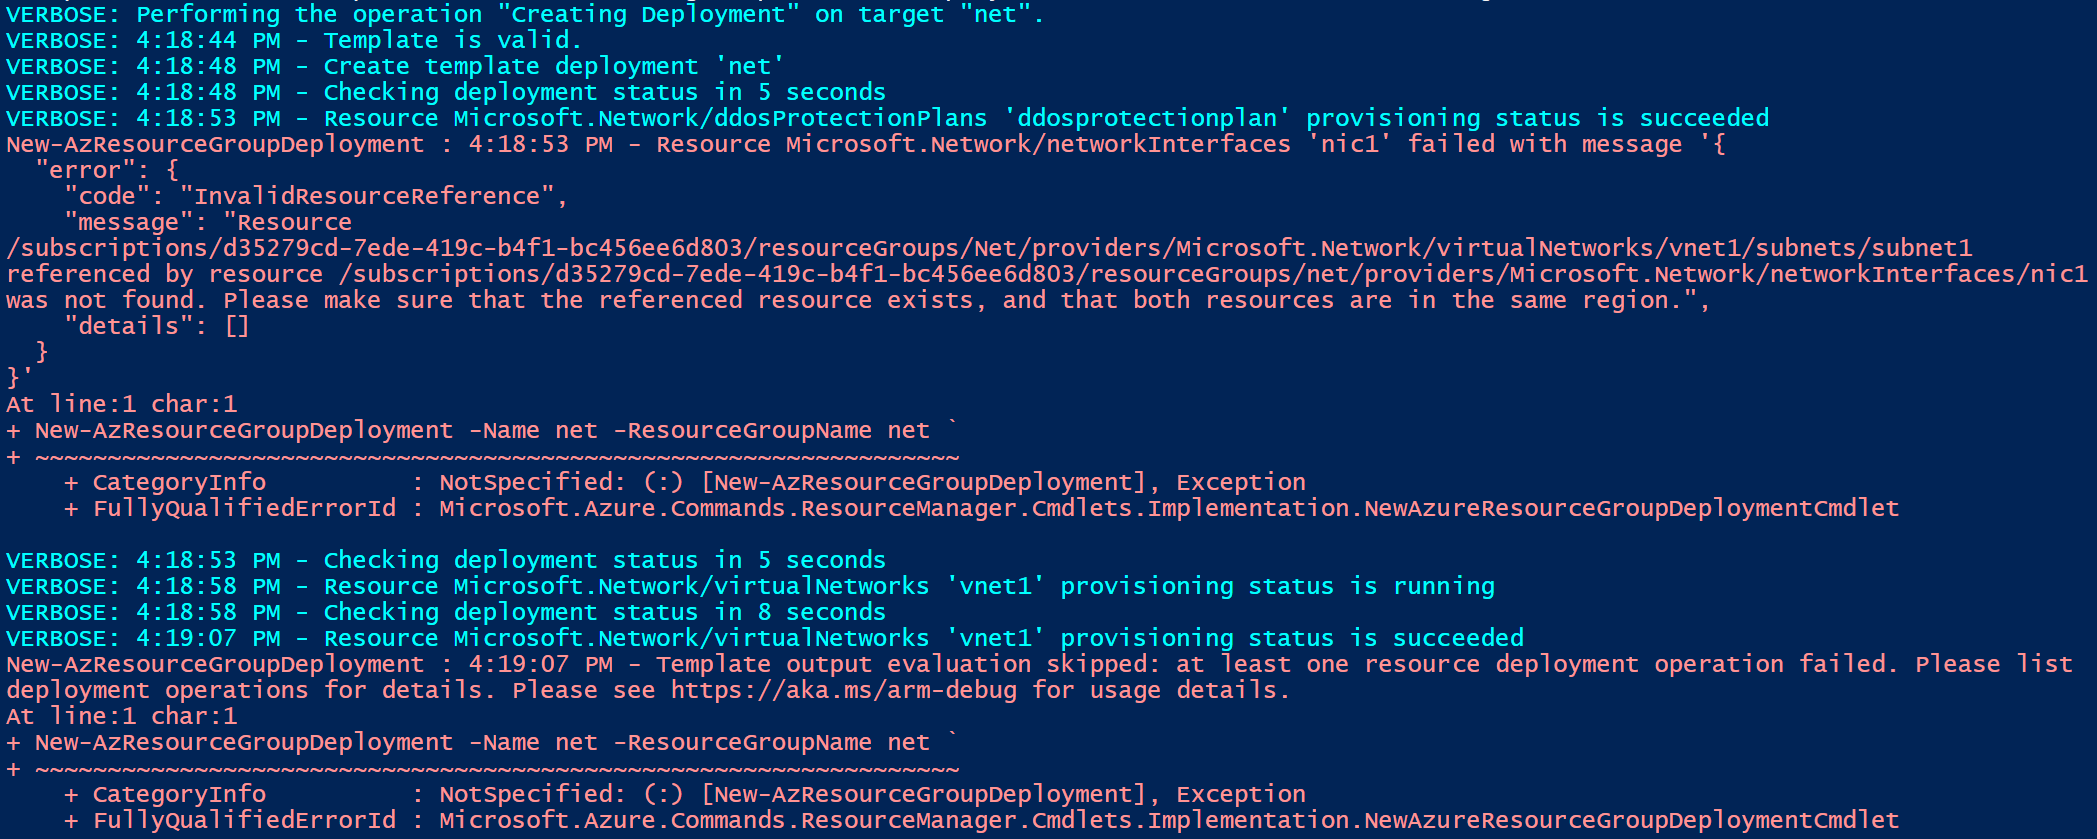 VERBOSE: Performing the operation "Creating Deployment" on target "net".
VERBOSE: 4:18:44 PM - Template is valid.
VERBOSE: 4:18:48 PM - Create template deployment 'net'
VERBOSE: 4:18:48 PM - Checking deployment status in 5 seconds
VERBOSE: 4:18:53 PM - Resource Microsoft.Network/ddosProtectionPlans 'ddosprotectionplan' provisioning status is succeeded
New-AzResourceGroupDeployment : 4:18:53 PM - Resource Microsoft.Network/networkInterfaces 'nic1' failed with message '{
  "error": {
    "code": "InvalidResourceReference",
    "message": "Resource
/subscriptions/d35279cd-7ede-419c-b4f1-bc456ee6d803/resourceGroups/Net/providers/Microsoft.Network/virtualNetworks/vnet1/subnets/subnet1
referenced by resource /subscriptions/d35279cd-7ede-419c-b4f1-bc456ee6d803/resourceGroups/net/providers/Microsoft.Network/networkInterfaces/nic1
was not found. Please make sure that the referenced resource exists, and that both resources are in the same region.",
    "details": []
  }
}'
At line:1 char:1
+ New-AzResourceGroupDeployment -Name net -ResourceGroupName net `
+ ~~~~~~~~~~~~~~~~~~~~~~~~~~~~~~~~~~~~~~~~~~~~~~~~~~~~~~~~~~~~~~~~
    + CategoryInfo          : NotSpecified: (:) [New-AzResourceGroupDeployment], Exception
    + FullyQualifiedErrorId : Microsoft.Azure.Commands.ResourceManager.Cmdlets.Implementation.NewAzureResourceGroupDeploymentCmdlet

VERBOSE: 4:18:53 PM - Checking deployment status in 5 seconds
VERBOSE: 4:18:58 PM - Resource Microsoft.Network/virtualNetworks 'vnet1' provisioning status is running
VERBOSE: 4:18:58 PM - Checking deployment status in 8 seconds
VERBOSE: 4:19:07 PM - Resource Microsoft.Network/virtualNetworks 'vnet1' provisioning status is succeeded
New-AzResourceGroupDeployment : 4:19:07 PM - Template output evaluation skipped: at least one resource deployment operation failed. Please list
deployment operations for details. Please see https://aka.ms/arm-debug for usage details.
At line:1 char:1
+ New-AzResourceGroupDeployment -Name net -ResourceGroupName net `
+ ~~~~~~~~~~~~~~~~~~~~~~~~~~~~~~~~~~~~~~~~~~~~~~~~~~~~~~~~~~~~~~~~
    + CategoryInfo          : NotSpecified: (:) [New-AzResourceGroupDeployment], Exception
    + FullyQualifiedErrorId : Microsoft.Azure.Commands.ResourceManager.Cmdlets.Implementation.NewAzureResourceGroupDeploymentCmdlet